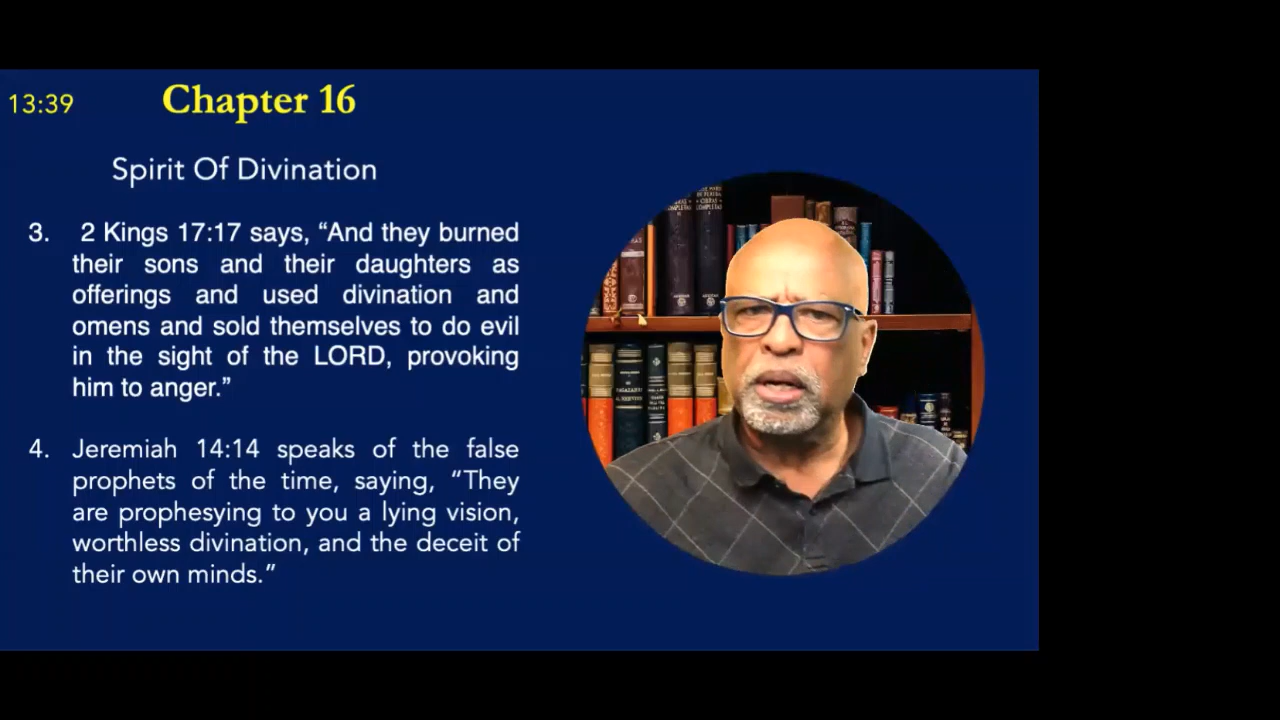 13:39
Chapter 16
Spirit Of Divination
3. 2 Kings 17:17 says, “And they burned
their sons and their daughters as
offerings and used divination and
omens and sold themselves to do evil
in the sight of the LORD, provoking
him to anger.”
4. Jeremiah 14:14 speaks of the false
prophets of the time, saying, “They
are prophesying to you a lying vision,
worthless divination, and the deceit of
their own minds.”